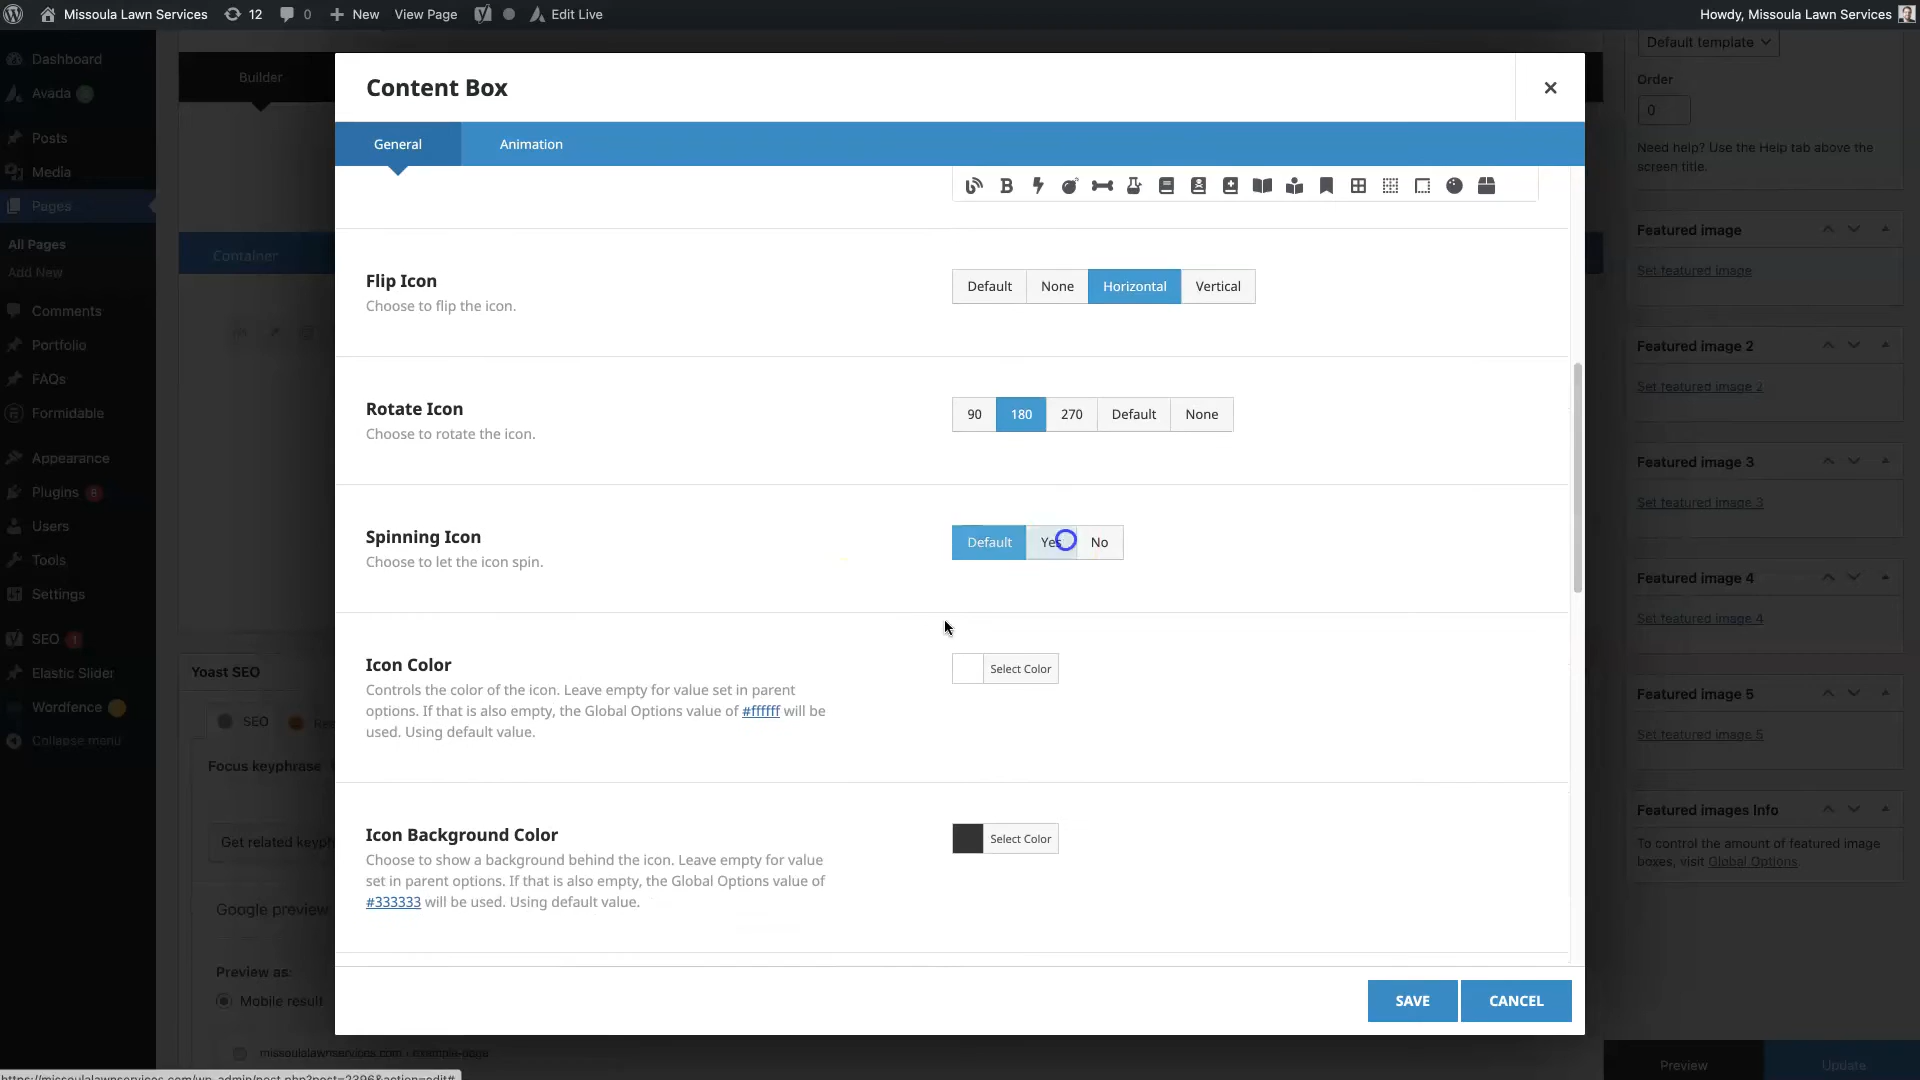 Missoula Lawn Services 12 0 New View Page Edit Live Howdy, Missoula Lawn Services
Dashboard
Avada
Posts
Media
Pages
All Pages
Add New
Comments
Portfolio
FAQs
Formidable
Appearance
Plugins 8
Users
Tools
Settings
SEO 1
Elastic Slider
Wordfence
Collapse menu
Builder
Container
Yoast SEO
SEO
Focus keyphrase
Get related keyph
Google preview
Preview as:
Mobile result
Content Box
General Animation
Flip Icon
Choose to flip the icon.
Default None Horizontal Vertical
Rotate Icon
Choose to rotate the icon.
90 180 270 Default None
Spinning Icon
Choose to let the icon spin.
Default Yes No
Icon Color
Controls the color of the icon. Leave empty for value set in parent
options. If that is also empty, the Global Options value of #ffffff will be
used. Using default value.
Select Color
Icon Background Color
Choose to show a background behind the icon. Leave empty for value
set in parent options. If that is also empty, the Global Options value of
#333333 will be used. Using default value.
Select Color
SAVE CANCEL
Default template
Order
0
Need help? Use the Help tab above the
screen title.
Featured image
Set featured image
Featured image 2
Set featured image 2
Featured image 3
Set featured image 3
Featured image 4
Set featured image 4
Featured image 5
Set featured image 5
Featured images Info
To control the amount of featured image
boxes, visit Global Options.
Preview Update